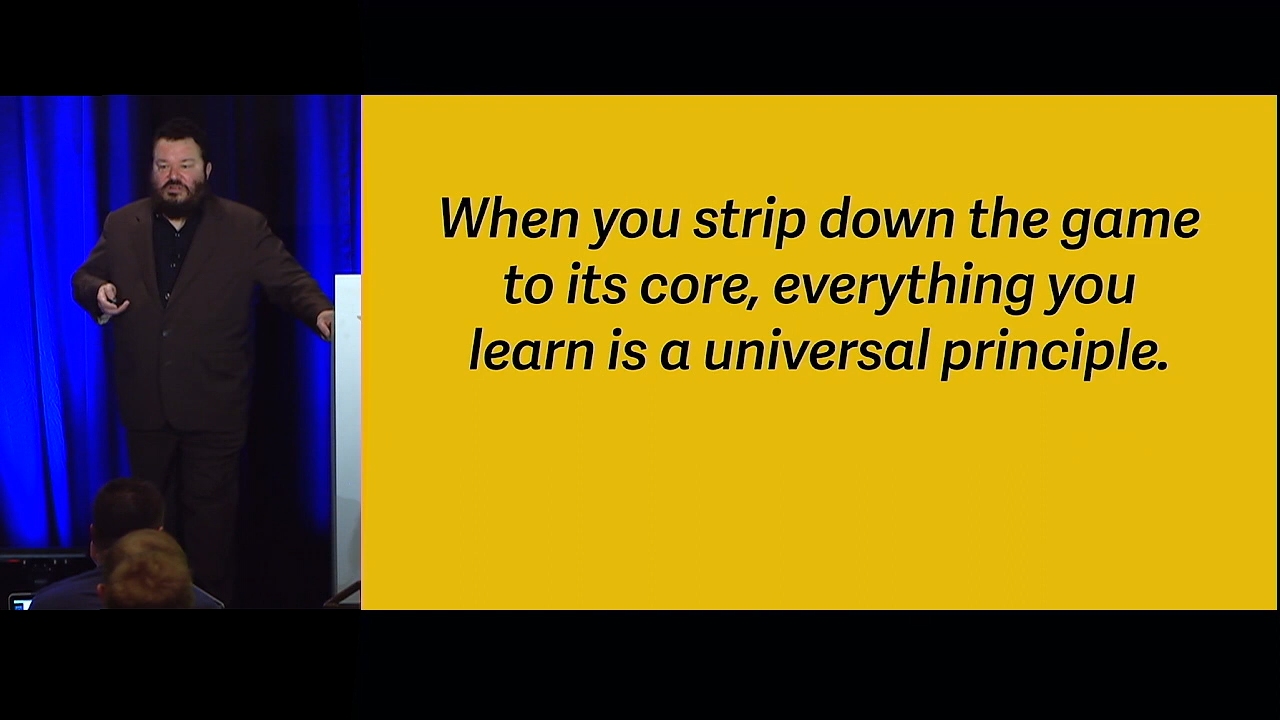 When you strip down the game
to its core, everything you
learn is a universal principle.